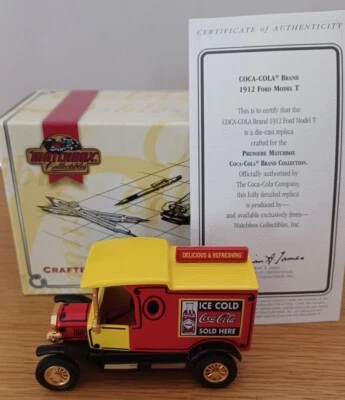 CERTIFICATE of AUTHENTICITY
COCA-COLA® BRAND
1912 FORD MODEL T
This is to certify that the
COCA-COLA Brand 1912 Ford Model T
is a die-cast replica
crafted for the
PREMIERE MATCHBOX
COCA-COLA® BRAND COLLECTION.
Officially authorized by
The Coca-Cola Company,
this fully detailed replica
is produced by—
and available exclusively from—
Matchbox Collectibles, Inc.
MATCHBOX
Collectibles
CRAFTE
DELICIOUS & REFRESHING
ICE COLD
Coca-Cola
SOLD HERE